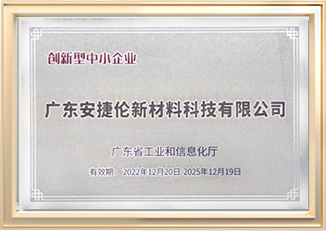 创新型中小企业
广东安捷伦新材料科技有限公司
广东省工业和信息化厅
有效期：2022年12月20日-2025年12月19日